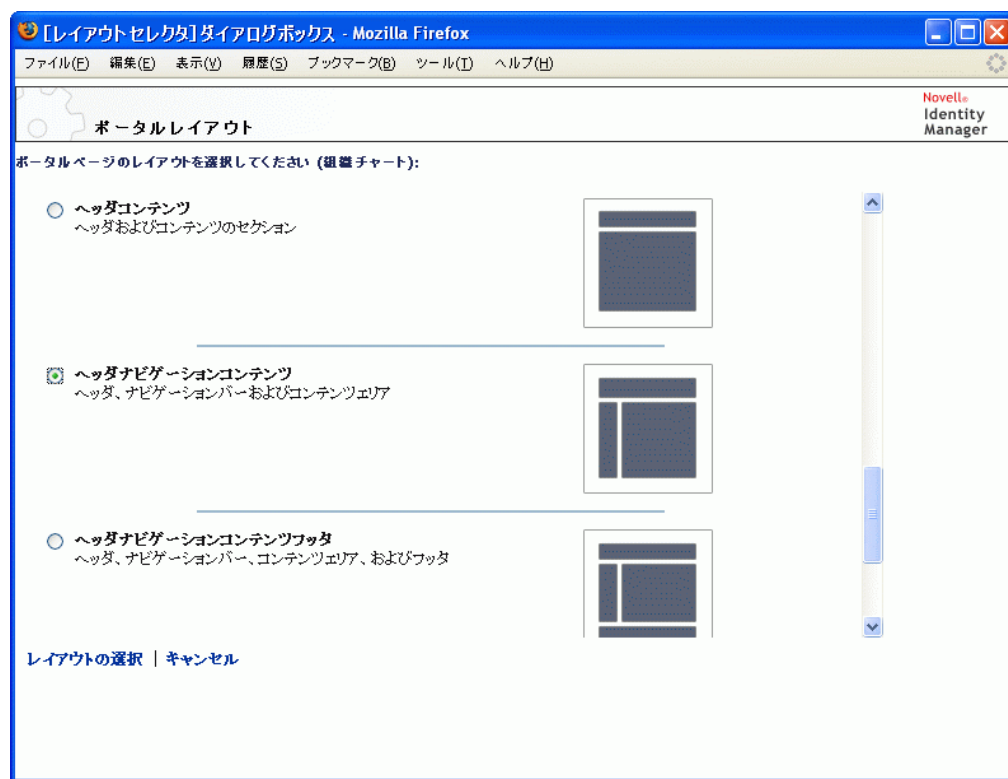 [レイアウトセレクタ]ダイアログボックス - Mozilla Firefox
ファイル(F) 編集(E) 表示(V) 履歴(S) ブックマーク(B) ツール(T) ヘルプ(H)
Novell®
Identity
Manager
ポータルレイアウト
ポータルページのレイアウトを選択してください (組織チャート):
ヘッダコンテンツ
ヘッダおよびコンテンツのセクション
ヘッダナビゲーションコンテンツ
ヘッダ、ナビゲーションバーおよびコンテンツエリア
ヘッダナビゲーションコンテンツフッタ
ヘッダ、ナビゲーションバー、コンテンツエリア、およびフッタ
レイアウトの選択 | キャンセル